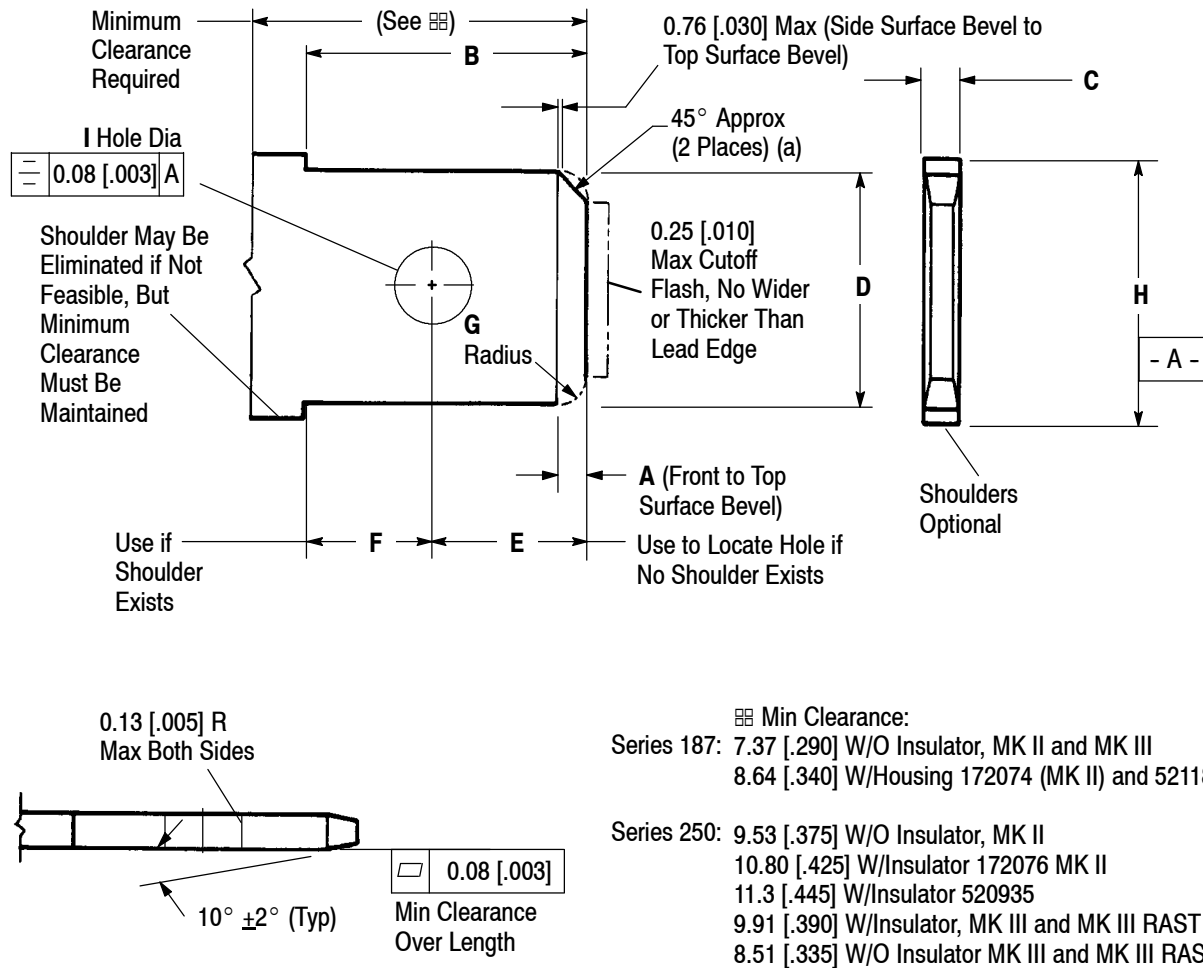 Minimum
Clearance
Required
(See ⌗)
B
0.76 [.030] Max (Side Surface Bevel to
Top Surface Bevel)
C
45° Approx
(2 Places) (a)
I Hole Dia
0.08 [.003] A
Shoulder May Be
Eliminated if Not
Feasible, But
Minimum
Clearance
Must Be
Maintained
0.25 [.010]
Max Cutoff
Flash, No Wider
or Thicker Than
Lead Edge
D
H
- A -
G
Radius
A (Front to Top
Surface Bevel)
Shoulders
Optional
Use if
Shoulder
Exists
F
E
Use to Locate Hole if
No Shoulder Exists
0.13 [.005] R
Max Both Sides
0.08 [.003]
10° ±2° (Typ)
Min Clearance
Over Length
Min Clearance:
Series 187: 7.37 [.290] W/O Insulator, MK II and MK III
8.64 [.340] W/Housing 172074 (MK II) and
Series 250: 9.53 [.375] W/O Insulator, MK II
10.80 [.425] W/Insulator 172076 MK II
11.3 [.445] W/Insulator 520935
9.91 [.390] W/Insulator, MK III and MK III RAST
8.51 [.335] W/O Insulator MK III and MK III